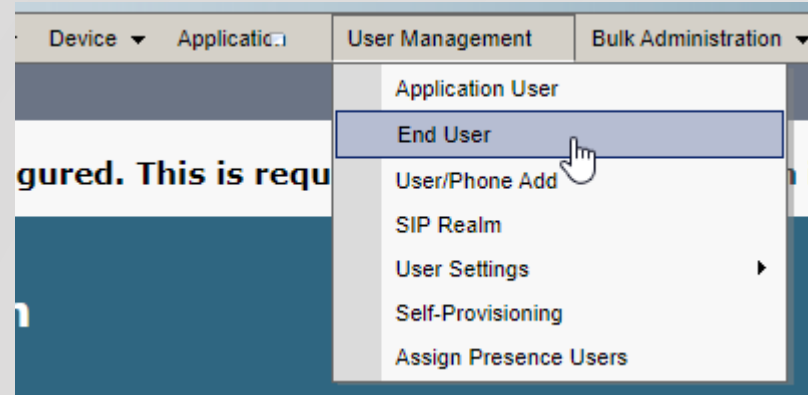 Device Application User Management Bulk Administration
Application User
End User
gured. This is requ
User/Phone Add
SIP Realm
User Settings
Self-Provisioning
Assign Presence Users